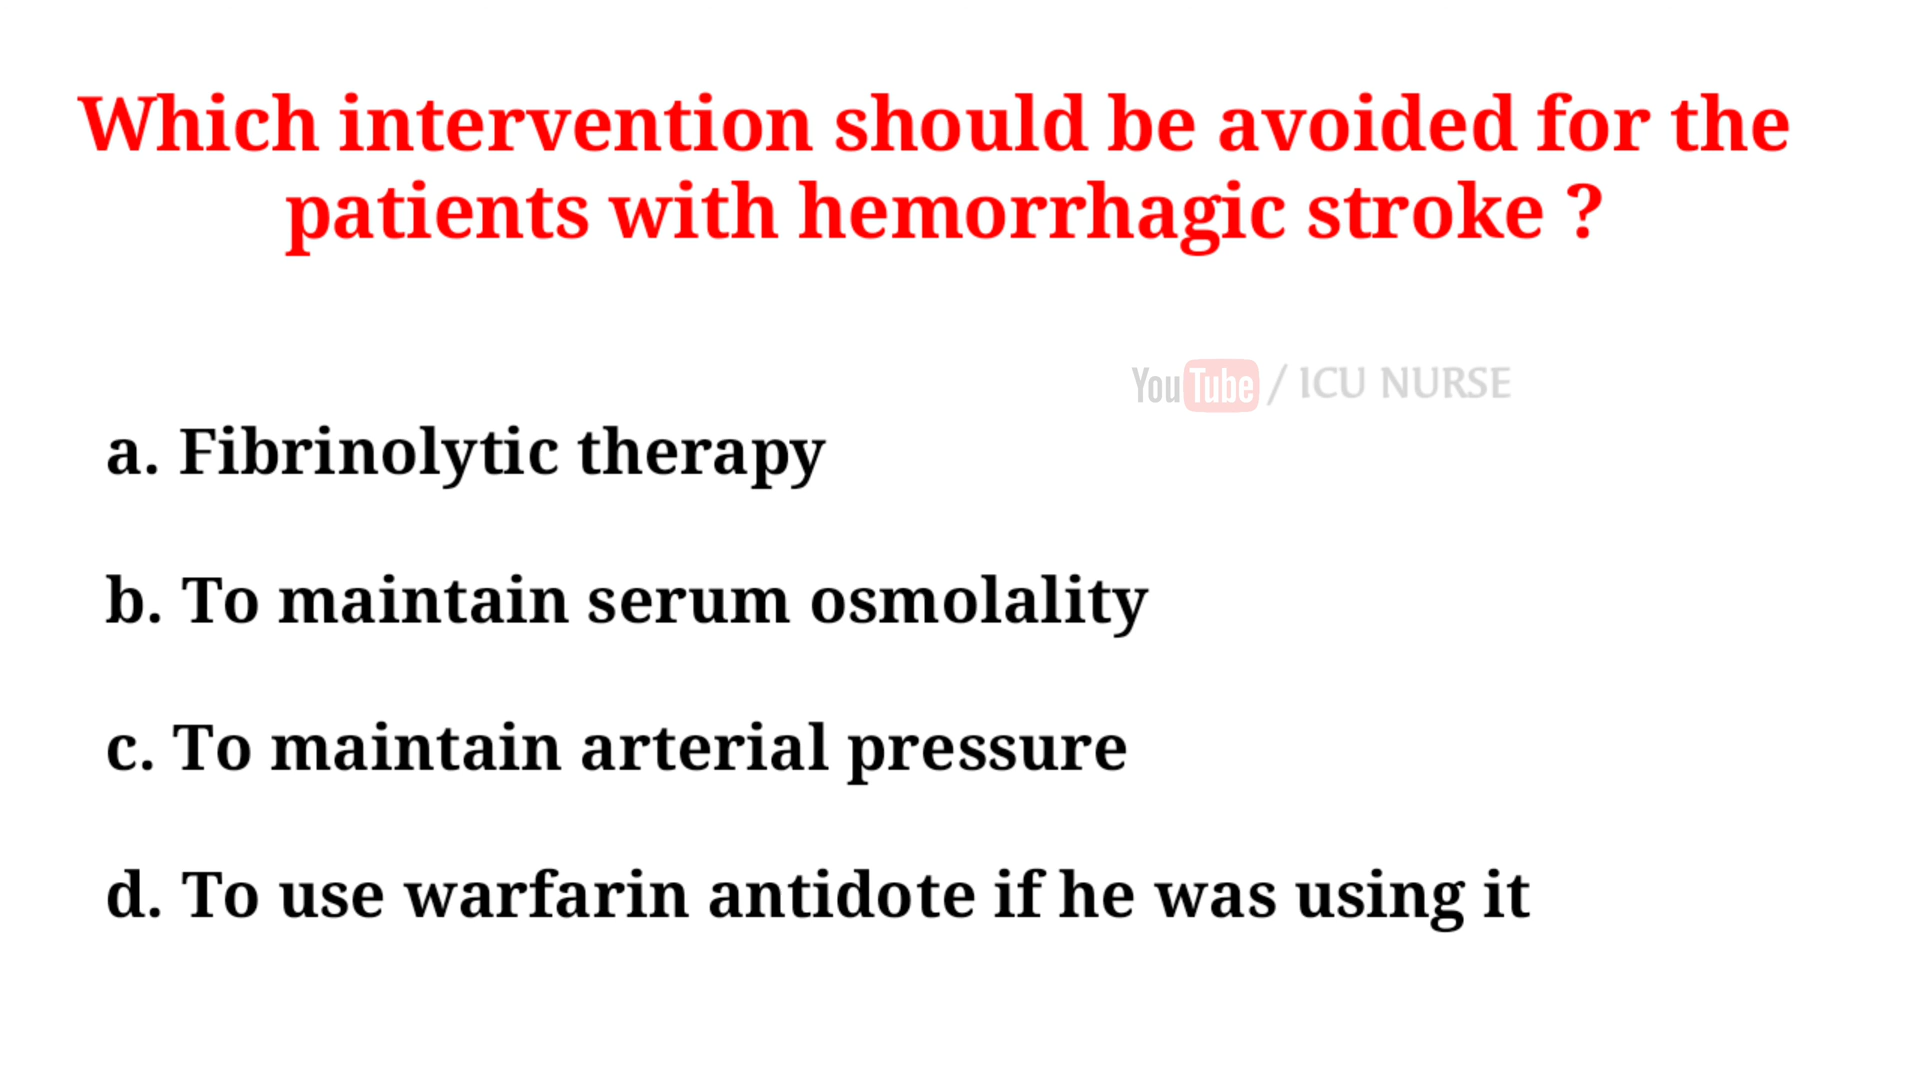 Which intervention should be avoided for the
patients with hemorrhagic stroke ?
YouTube / ICU NURSE
a. Fibrinolytic therapy
b. To maintain serum osmolality
c. To maintain arterial pressure
d. To use warfarin antidote if he was using it